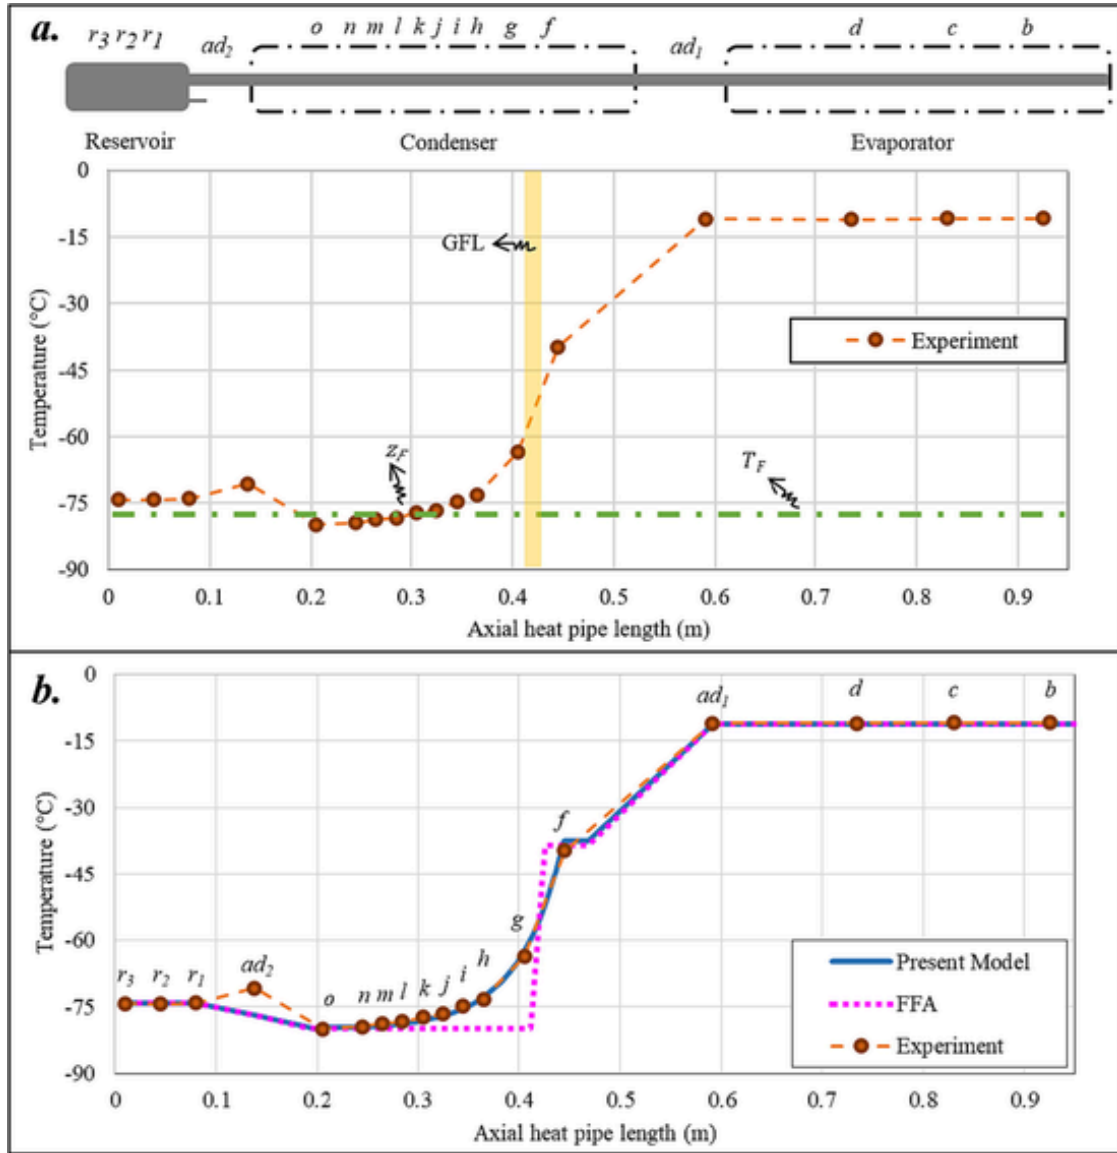 a.
r3 r2 r1 ad2 o n m l k j i h g f ad1 d c b
Reservoir Condenser Evaporator
0
-15
-30
-45
-60
-75
-90
Temperature (°C)
GFL
Experiment
zF
TF
0 0.1 0.2 0.3 0.4 0.5 0.6 0.7 0.8 0.9
Axial heat pipe length (m)
b.
0
-15
-30
-45
-60
-75
-90
Temperature (°C)
r3 r2 r1 ad2 o n m l k j i h g f ad1 d c b
Present Model
FFA
Experiment
0 0.1 0.2 0.3 0.4 0.5 0.6 0.7 0.8 0.9
Axial heat pipe length (m)